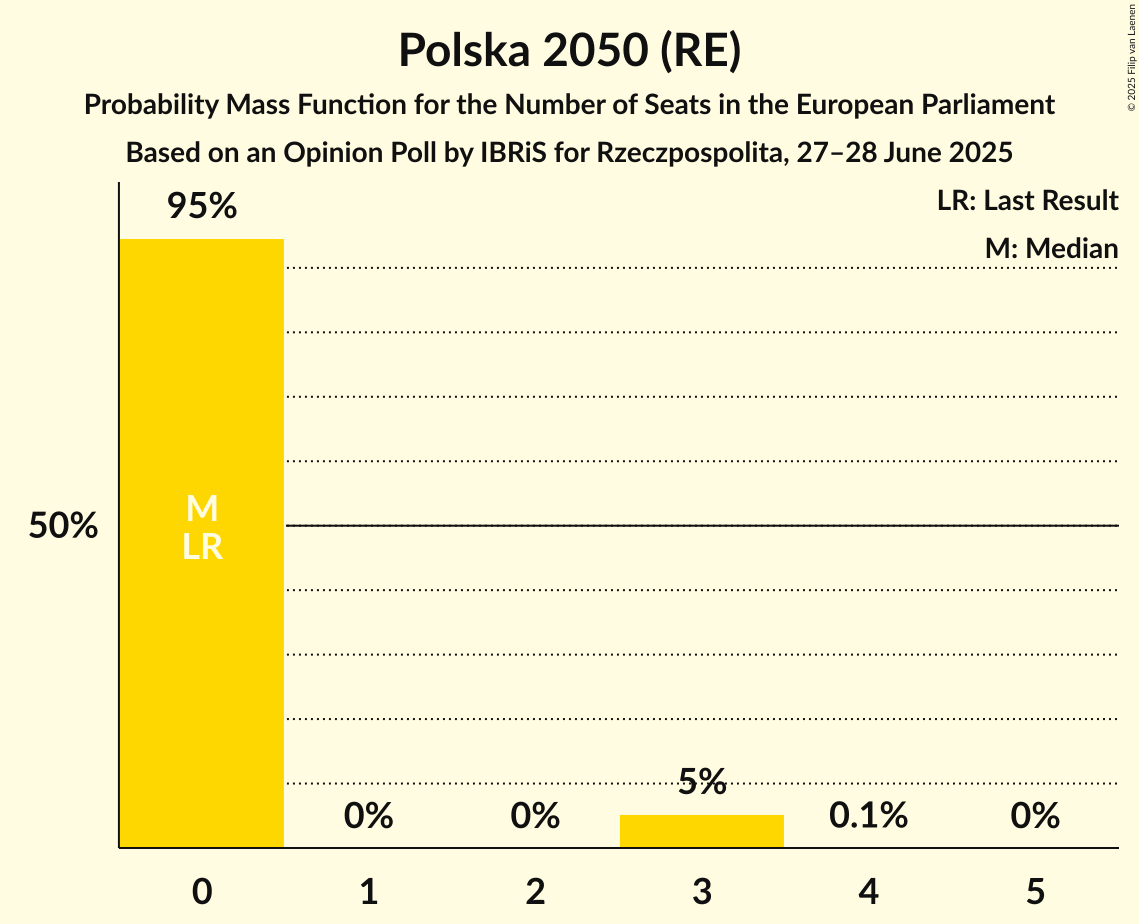 Polska 2050 (RE)
Probability Mass Function for the Number of Seats in the European Parliament
Based on an Opinion Poll by IBRiS for Rzeczpospolita, 27–28 June 2025
© 2025 Filip van Laenen
LR: Last Result
M: Median
95%
50%
M
LR
0%
0%
5%
0.1%
0%
0
1
2
3
4
5